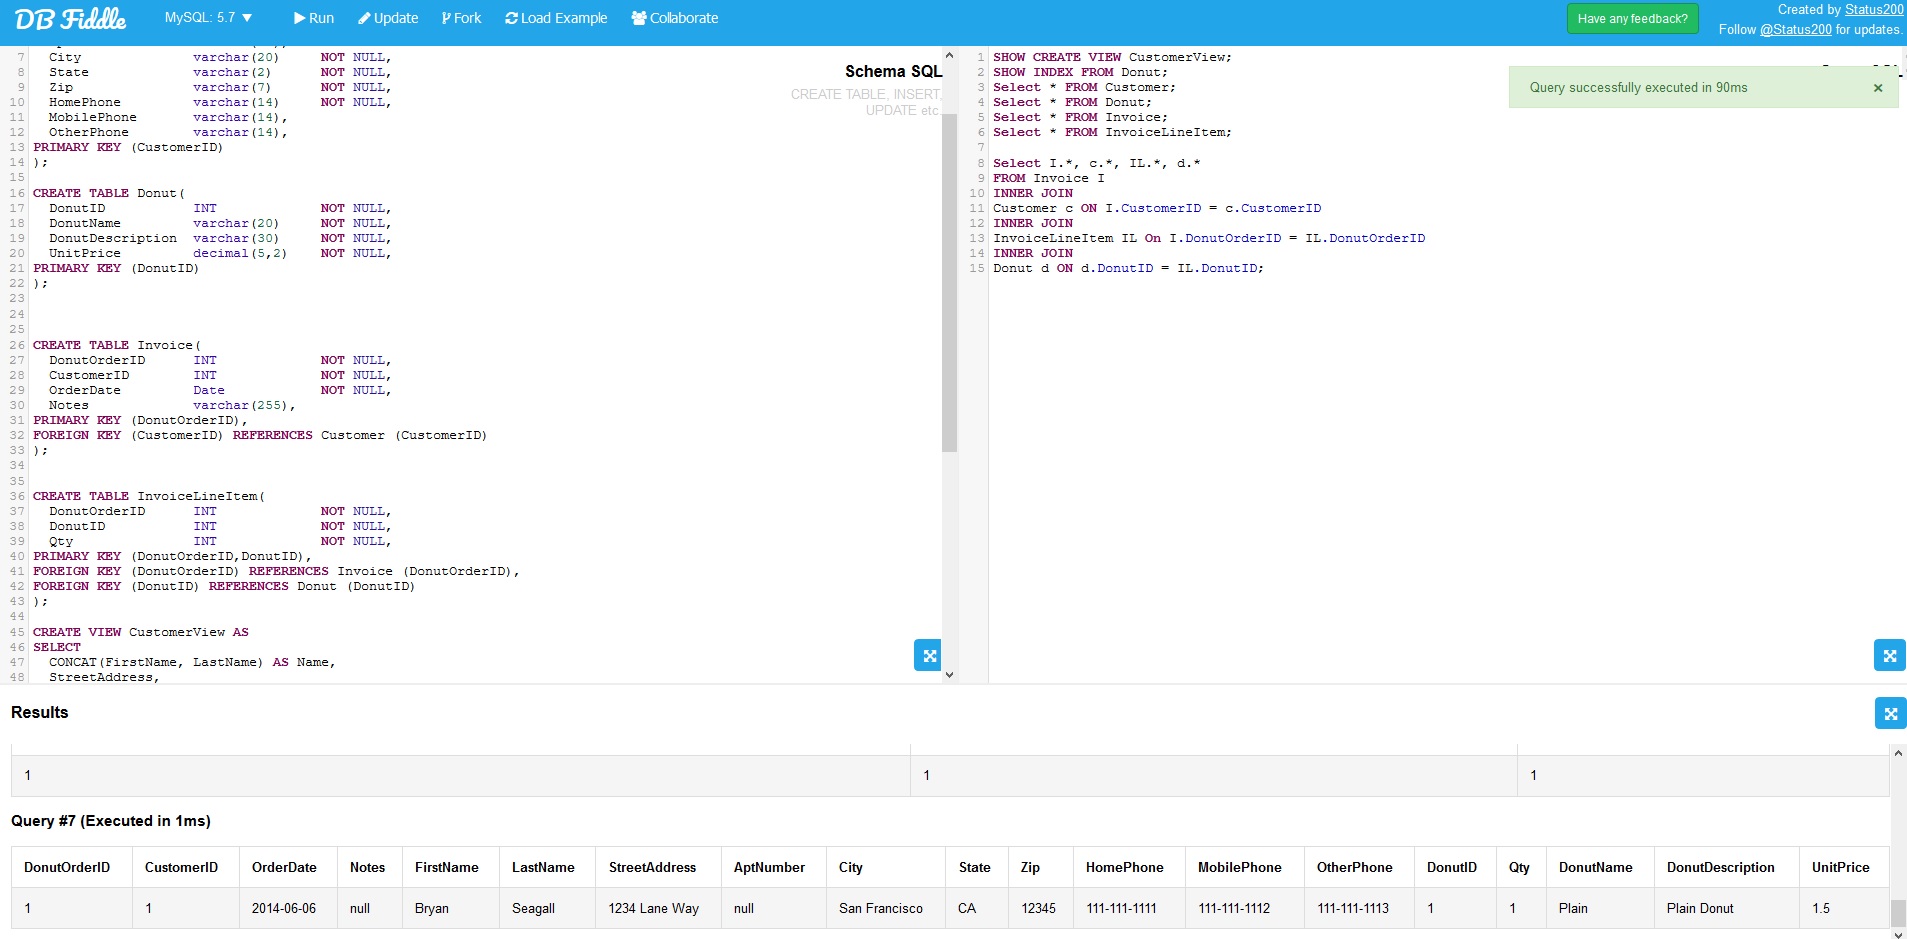 DB Fiddle MySQL: 5.7 ▼ Run Update Fork Load Example Collaborate Have any feedback? Created by Status200
Follow @Status200 for updates.
7 City varchar(20) NOT NULL,
8 State varchar(2) NOT NULL,
9 Zip varchar(7) NOT NULL,
10 HomePhone varchar(14) NOT NULL,
11 MobilePhone varchar(14),
12 OtherPhone varchar(14),
13 PRIMARY KEY (CustomerID)
14 );
15
16 CREATE TABLE Donut(
17 DonutID INT NOT NULL,
18 DonutName varchar(20) NOT NULL,
19 DonutDescription varchar(30) NOT NULL,
20 UnitPrice decimal(5,2) NOT NULL,
21 PRIMARY KEY (DonutID)
22 );
23
24
25
26 CREATE TABLE Invoice(
27 DonutOrderID INT NOT NULL,
28 CustomerID INT NOT NULL,
29 OrderDate Date NOT NULL,
30 Notes varchar(255),
31 PRIMARY KEY (DonutOrderID),
32 FOREIGN KEY (CustomerID) REFERENCES Customer (CustomerID)
33 );
34
35
36 CREATE TABLE InvoiceLineItem(
37 DonutOrderID INT NOT NULL,
38 DonutID INT NOT NULL,
39 Qty INT NOT NULL,
40 PRIMARY KEY (DonutOrderID,DonutID),
41 FOREIGN KEY (DonutOrderID) REFERENCES Invoice (DonutOrderID),
42 FOREIGN KEY (DonutID) REFERENCES Donut (DonutID)
43 );
44
45 CREATE VIEW CustomerView AS
46 SELECT
47 CONCAT(FirstName, LastName) AS Name,
48 StreetAddress,
Schema SQL
CREATE TABLE, INSERT,
UPDATE etc.
1 SHOW CREATE VIEW CustomerView;
2 SHOW INDEX FROM Donut;
3 Select * FROM Customer;
4 Select * FROM Donut;
5 Select * FROM Invoice;
6 Select * FROM InvoiceLineItem;
7
8 Select I.*, c.*, IL.*, d.*
9 FROM Invoice I
10 INNER JOIN
11 Customer c ON I.CustomerID = c.CustomerID
12 INNER JOIN
13 InvoiceLineItem IL On I.DonutOrderID = IL.DonutOrderID
14 INNER JOIN
15 Donut d ON d.DonutID = IL.DonutID;
Query successfully executed in 90ms ×
Results
1 1 1
Query #7 (Executed in 1ms)
DonutOrderID CustomerID OrderDate Notes FirstName LastName StreetAddress AptNumber City State Zip HomePhone MobilePhone OtherPhone DonutID Qty DonutName DonutDescription UnitPrice
1 1 2014-06-06 null Bryan Seagall 1234 Lane Way null San Francisco CA 12345 111-111-1111 111-111-1112 111-111-1113 1 1 Plain Plain Donut 1.5